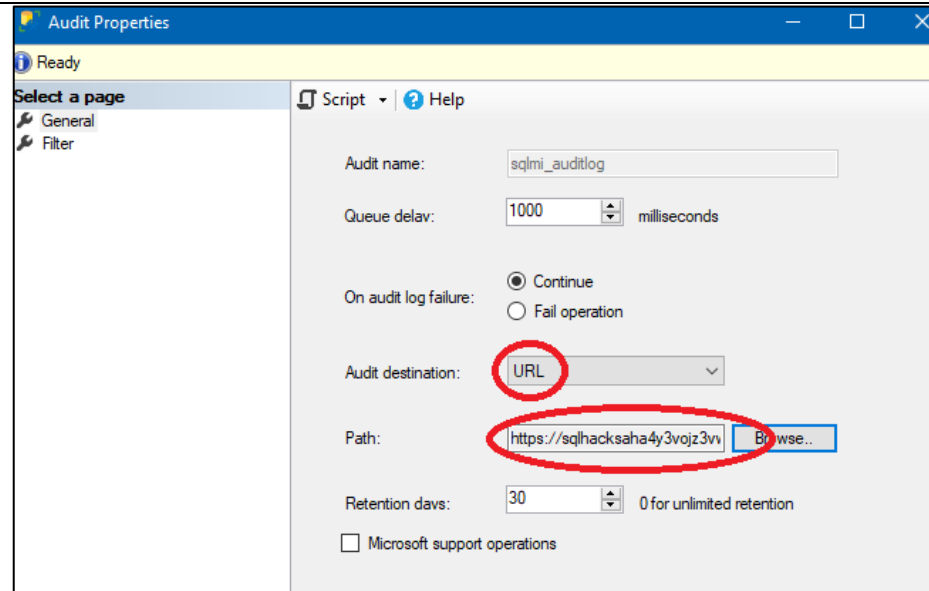 Audit Properties
Ready
Select a page
General
Filter
Script Help
Audit name: sqlmi_auditlog
Queue delay: 1000 milliseconds
On audit log failure: Continue
Fail operation
Audit destination: URL
Path: https://sqlhacksaha4y3vojz3v Browse..
Retention days: 30 0 for unlimited retention
Microsoft support operations